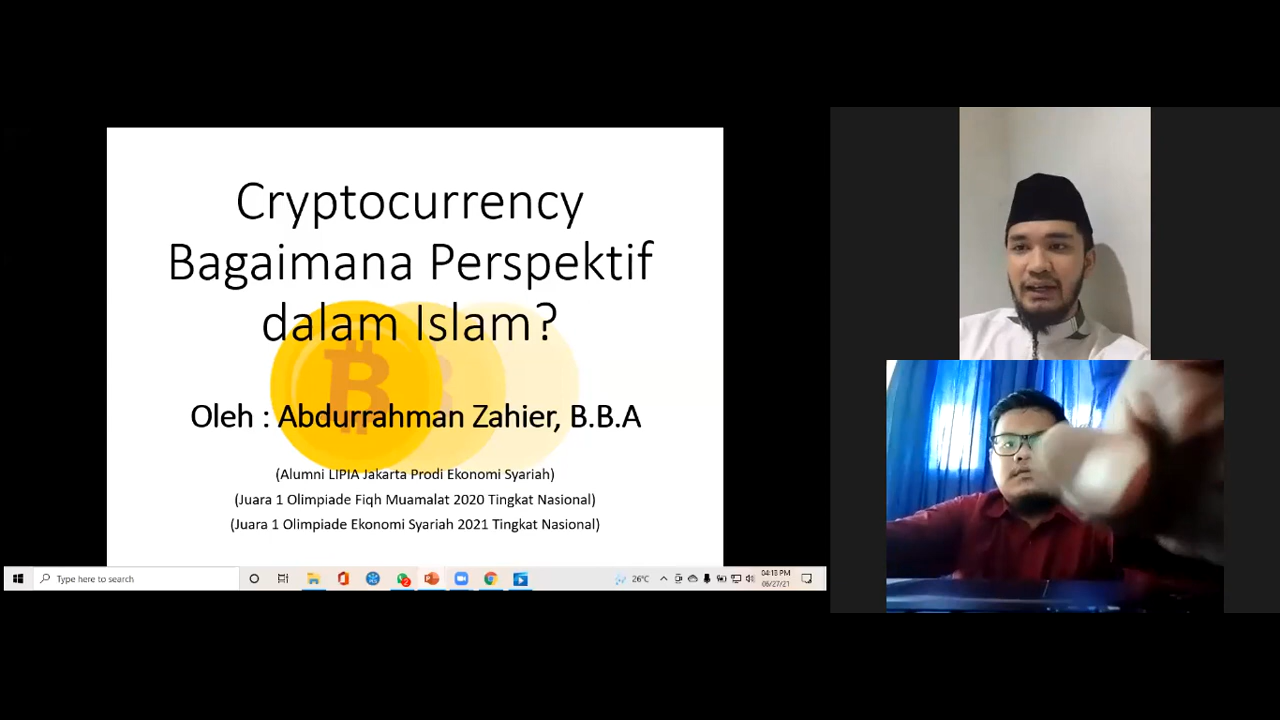 Cryptocurrency
Bagaimana Perspektif
dalam Islam?
Oleh : Abdurrahman Zahier, B.B.A
(Alumni LIPIA Jakarta Prodi Ekonomi Syariah)
(Juara 1 Olimpiade Fiqh Muamalat 2020 Tingkat Nasional)
(Juara 1 Olimpiade Ekonomi Syariah 2021 Tingkat Nasional)
Type here to search
2
26°C
04:13 PM
06/27/21